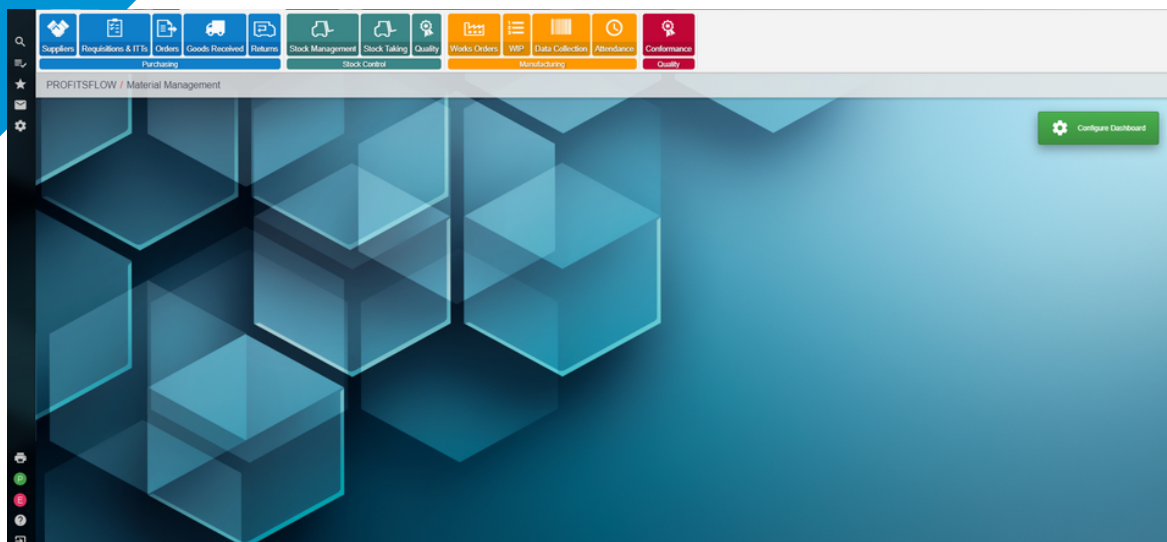 Suppliers Requisitions & ITTs Orders Goods Received Returns Stock Management Stock Taking Quality Works Orders WIP Data Collection Attendance Conformance
Purchasing Stock Control Manufacturing Quality
PROFITSFLOW / Material Management
Configure Dashboard
P
E